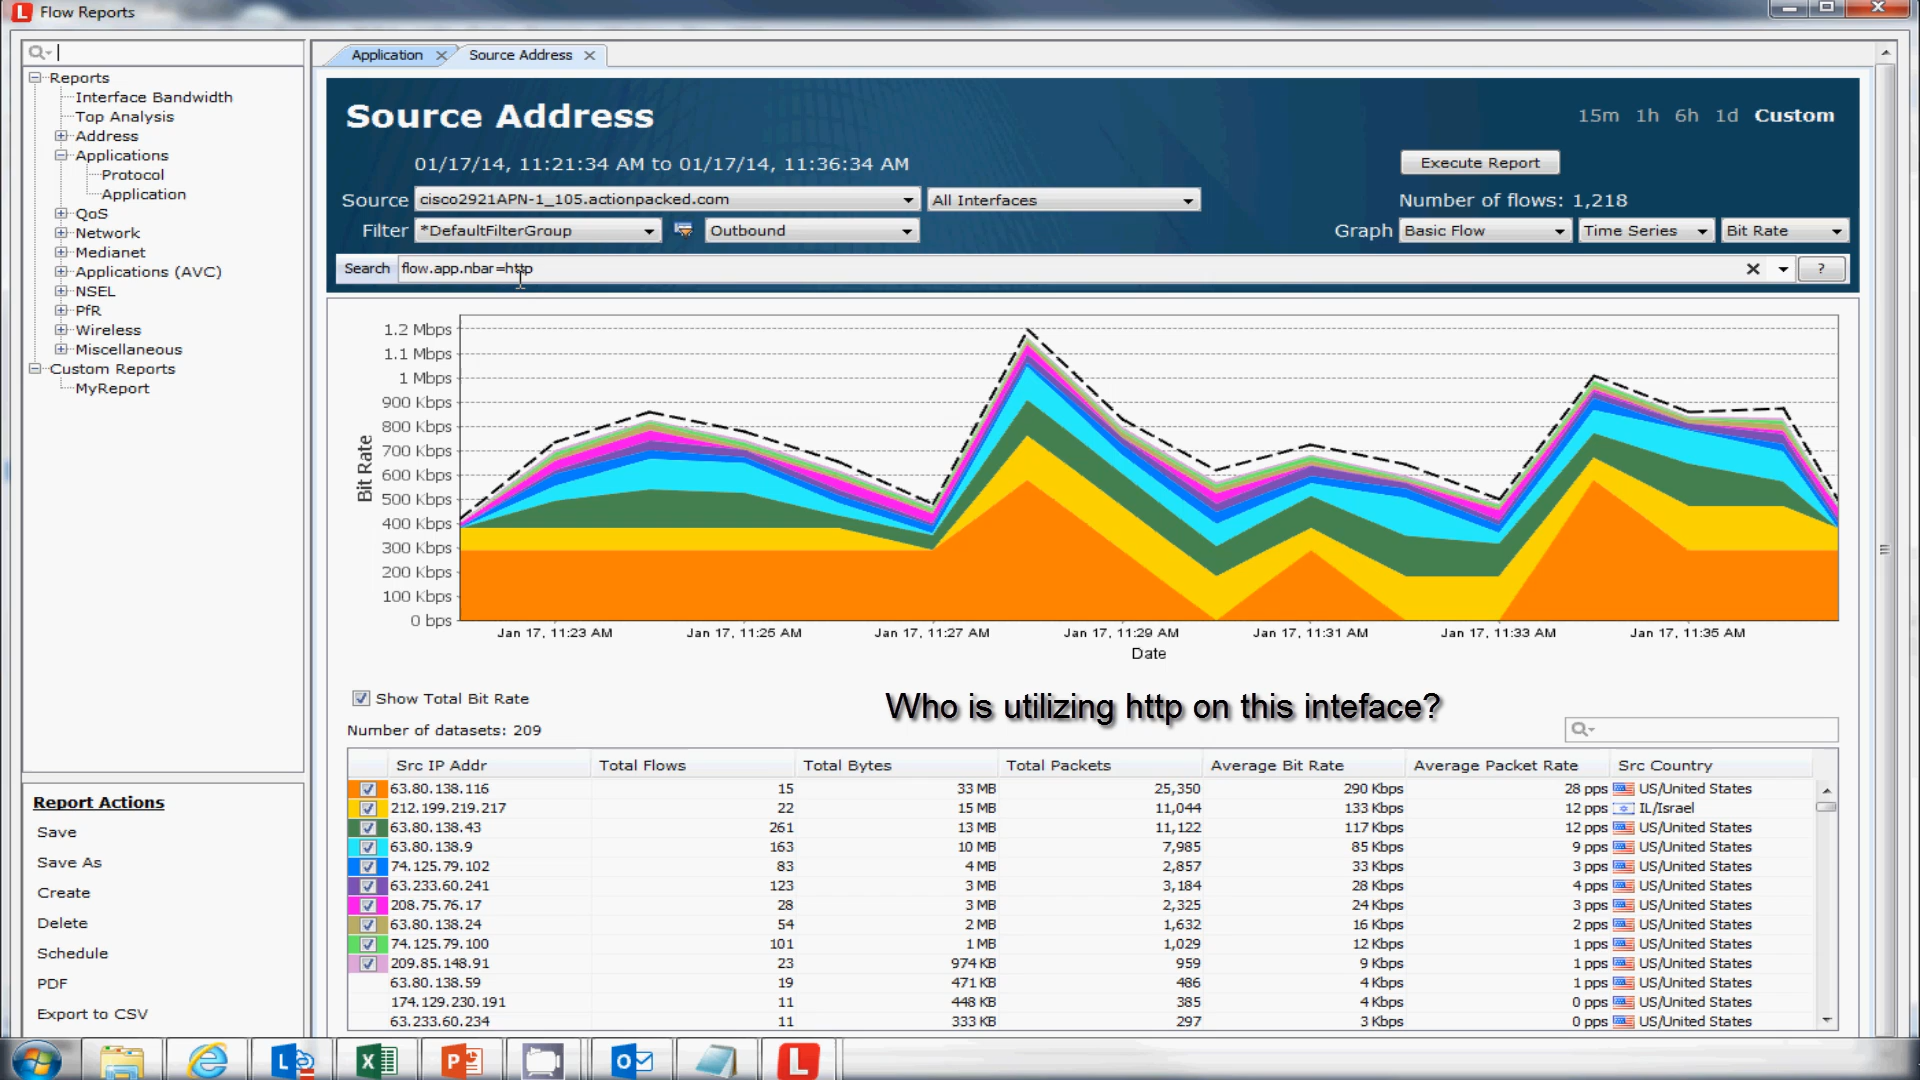 Flow Reports
Reports
Interface Bandwidth
Top Analysis
Address
Applications
Protocol
Application
QoS
Network
Medianet
Applications (AVC)
NSEL
PfR
Wireless
Miscellaneous
Custom Reports
MyReport
Report Actions
Save
Save As
Create
Delete
Schedule
PDF
Export to CSV
Application Source Address
Source Address
15m 1h 6h 1d Custom
01/17/14, 11:21:34 AM to 01/17/14, 11:36:34 AM Execute Report
Source cisco2921APN-1_105.actionpacked.com All Interfaces Number of flows: 1,218
Filter *DefaultFilterGroup Outbound Graph Basic Flow Time Series Bit Rate
Search flow.app.nbar=http ?
1.2 Mbps
1.1 Mbps
1 Mbps
900 Kbps
800 Kbps
700 Kbps
600 Kbps
500 Kbps
400 Kbps
300 Kbps
200 Kbps
100 Kbps
0 bps
Bit Rate
Jan 17, 11:23 AM Jan 17, 11:25 AM Jan 17, 11:27 AM Jan 17, 11:29 AM Jan 17, 11:31 AM Jan 17, 11:33 AM Jan 17, 11:35 AM
Date
Show Total Bit Rate
Who is utilizing http on this inteface?
Number of datasets: 209
Src IP Addr Total Flows Total Bytes Total Packets Average Bit Rate Average Packet Rate Src Country
63.80.138.116 15 33 MB 25,350 290 Kbps 28 pps US/United States
212.199.219.217 22 15 MB 11,044 133 Kbps 12 pps IL/Israel
63.80.138.43 261 13 MB 11,122 117 Kbps 12 pps US/United States
63.80.138.9 163 10 MB 7,985 85 Kbps 9 pps US/United States
74.125.79.102 83 4 MB 2,857 33 Kbps 3 pps US/United States
63.233.60.241 123 3 MB 3,184 28 Kbps 4 pps US/United States
208.75.76.17 28 3 MB 2,325 24 Kbps 3 pps US/United States
63.80.138.24 54 2 MB 1,632 16 Kbps 2 pps US/United States
74.125.79.100 101 1 MB 1,029 12 Kbps 1 pps US/United States
209.85.148.91 23 974 KB 959 9 Kbps 1 pps US/United States
63.80.138.59 19 471 KB 486 4 Kbps 1 pps US/United States
174.129.230.191 11 448 KB 385 4 Kbps 0 pps US/United States
63.233.60.234 11 333 KB 297 3 Kbps 0 pps US/United States